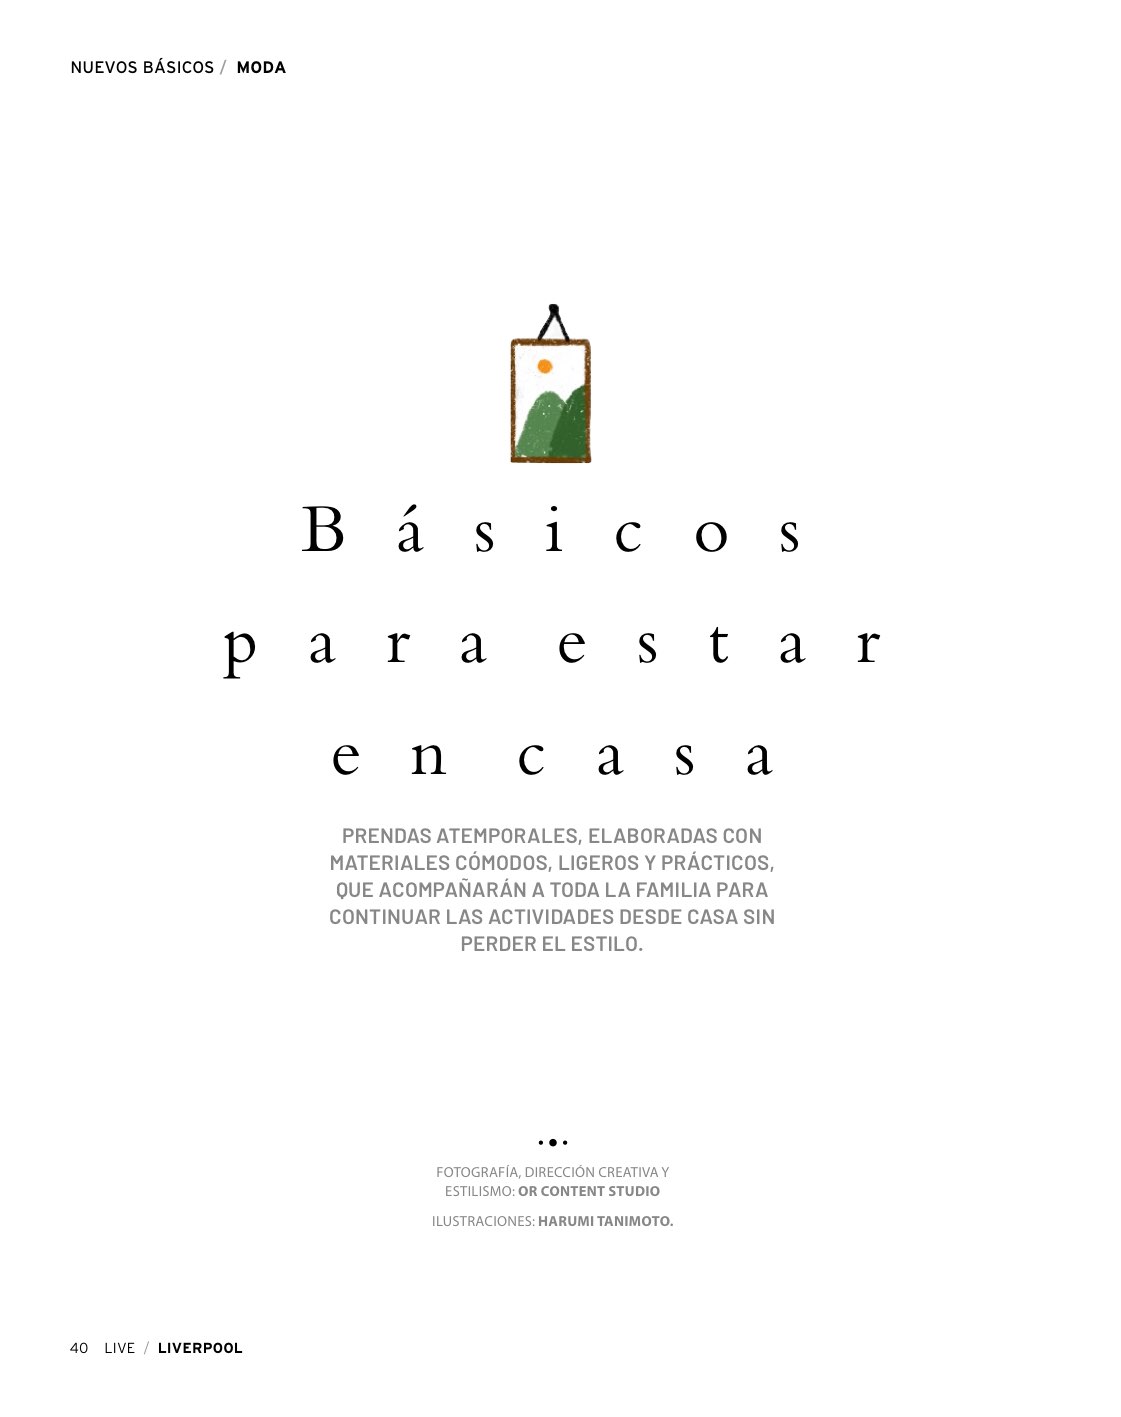 NUEVOS BÁSICOS / MODA
Básicos
para estar
en casa
PRENDAS ATEMPORALES, ELABORADAS CON
MATERIALES CÓMODOS, LIGEROS Y PRÁCTICOS,
QUE ACOMPAÑARÁN A TODA LA FAMILIA PARA
CONTINUAR LAS ACTIVIDADES DESDE CASA SIN
PERDER EL ESTILO.
FOTOGRAFÍA, DIRECCIÓN CREATIVA Y
ESTILISMO: OR CONTENT STUDIO
ILUSTRACIONES: HARUMI TANIMOTO.
40 LIVE / LIVERPOOL